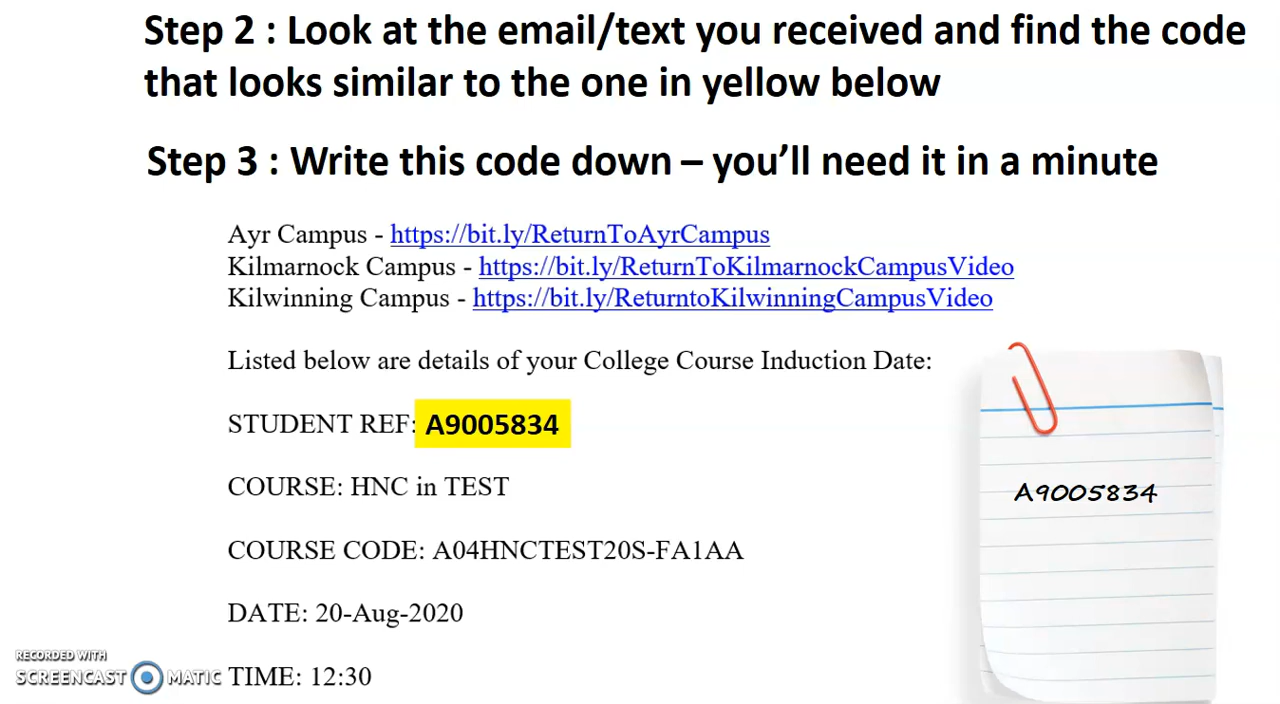 Step 2 : Look at the email/text you received and find the code
that looks similar to the one in yellow below
Step 3 : Write this code down – you’ll need it in a minute
Ayr Campus - https://bit.ly/ReturnToAyrCampus
Kilmarnock Campus - https://bit.ly/ReturnToKilmarnockCampusVideo
Kilwinning Campus - https://bit.ly/ReturntoKilwinningCampusVideo
Listed below are details of your College Course Induction Date:
STUDENT REF: A9005834
COURSE: HNC in TEST
A9005834
COURSE CODE: A04HNCTEST20S-FA1AA
DATE: 20-Aug-2020
TIME: 12:30
RECORDED WITH
SCREENCAST MATIC